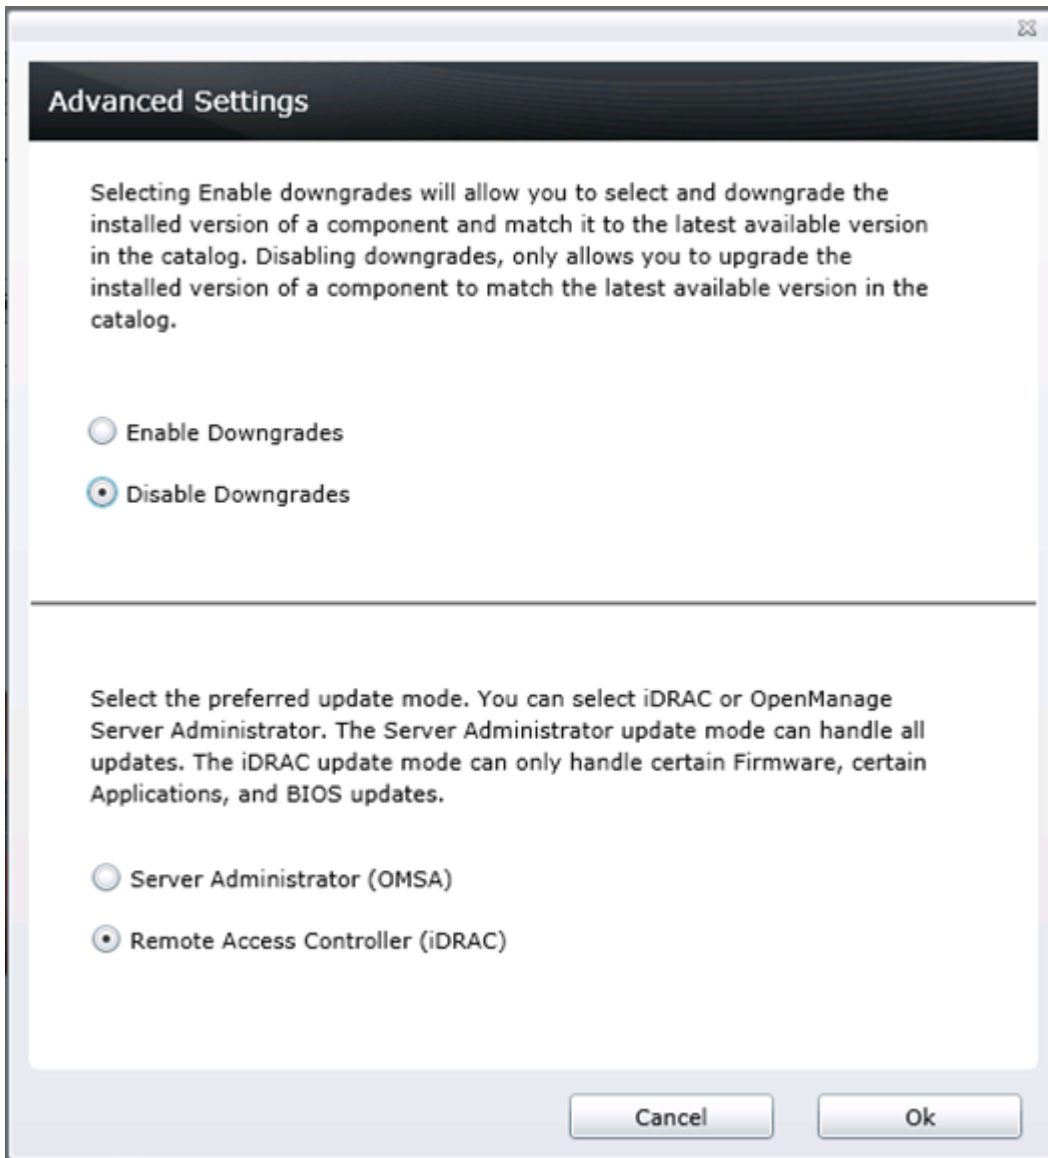 Advanced Settings
Selecting Enable downgrades will allow you to select and downgrade the
installed version of a component and match it to the latest available version
in the catalog. Disabling downgrades, only allows you to upgrade the
installed version of a component to match the latest available version in the
catalog.
Enable Downgrades
Disable Downgrades
Select the preferred update mode. You can select iDRAC or OpenManage
Server Administrator. The Server Administrator update mode can handle all
updates. The iDRAC update mode can only handle certain Firmware, certain
Applications, and BIOS updates.
Server Administrator (OMSA)
Remote Access Controller (iDRAC)
Cancel
Ok